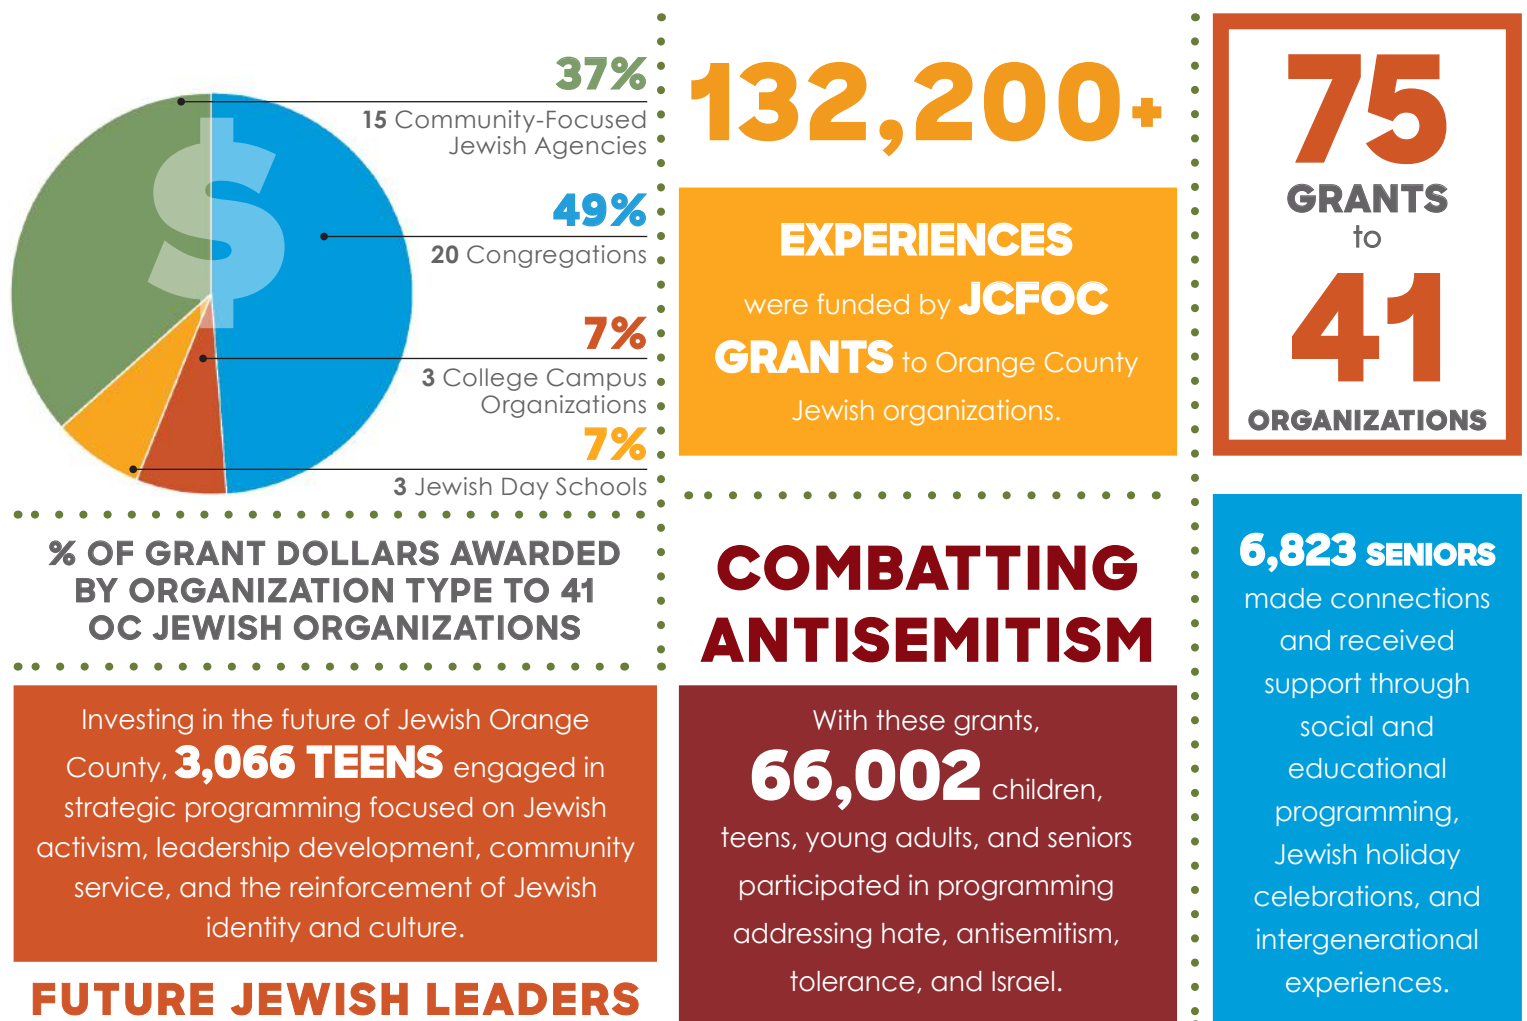 $
37%
15 Community-Focused
Jewish Agencies
49%
20 Congregations
7%
3 College Campus
Organizations
7%
3 Jewish Day Schools
% OF GRANT DOLLARS AWARDED
BY ORGANIZATION TYPE TO 41
OC JEWISH ORGANIZATIONS
Investing in the future of Jewish Orange
County, 3,066 TEENS engaged in
strategic programming focused on Jewish
activism, leadership development, community
service, and the reinforcement of Jewish
identity and culture.
FUTURE JEWISH LEADERS
132,200+
EXPERIENCES
were funded by JCFOC
GRANTS to Orange County
Jewish organizations.
COMBATTING
ANTISEMITISM
With these grants,
66,002 children,
teens, young adults, and seniors
participated in programming
addressing hate, antisemitism,
tolerance, and Israel.
75
GRANTS
to
41
ORGANIZATIONS
6,823 SENIORS
made connections
and received
support through
social and
educational
programming,
Jewish holiday
celebrations, and
intergenerational
experiences.